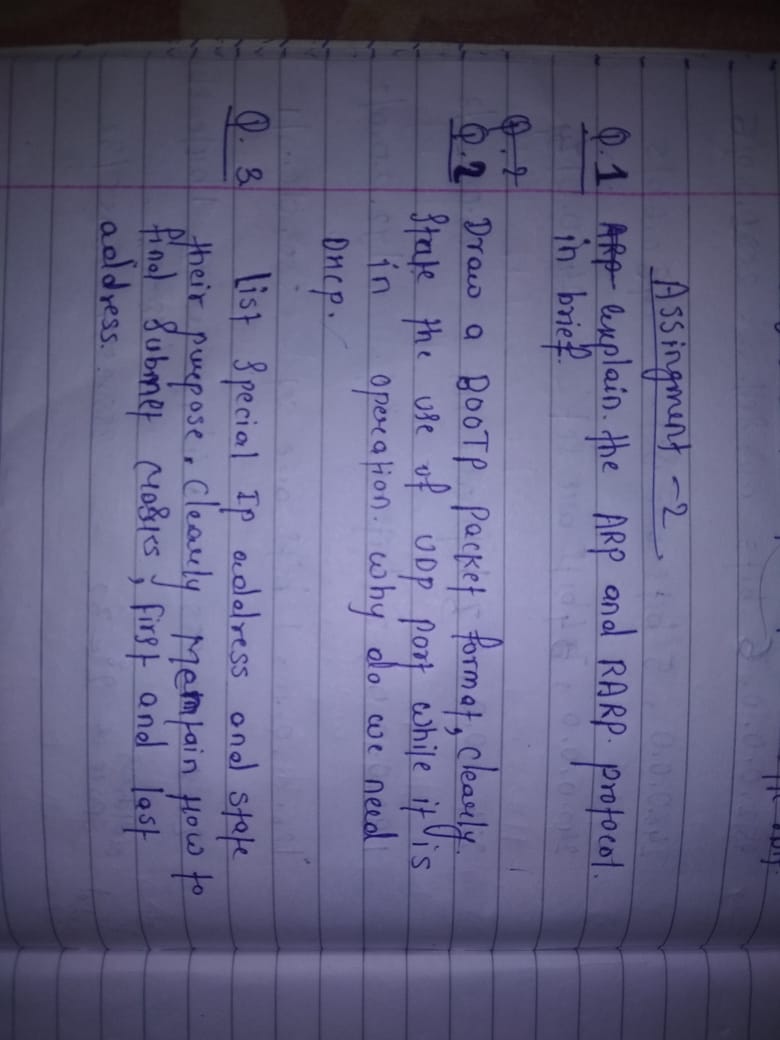 Assingment - 2
Q.1 explain. the ARP and RARP. protocol.
in brief.
Q.2
Q.2 Draw a BOOTP Packet format, clearly.
state the use of UDP port while it is
in operation. why do we need
DHCP.
Q. 3 List special Ip address and state
their purpose. clearly Mentain How to
find Subnet Maskes, first and last
address.